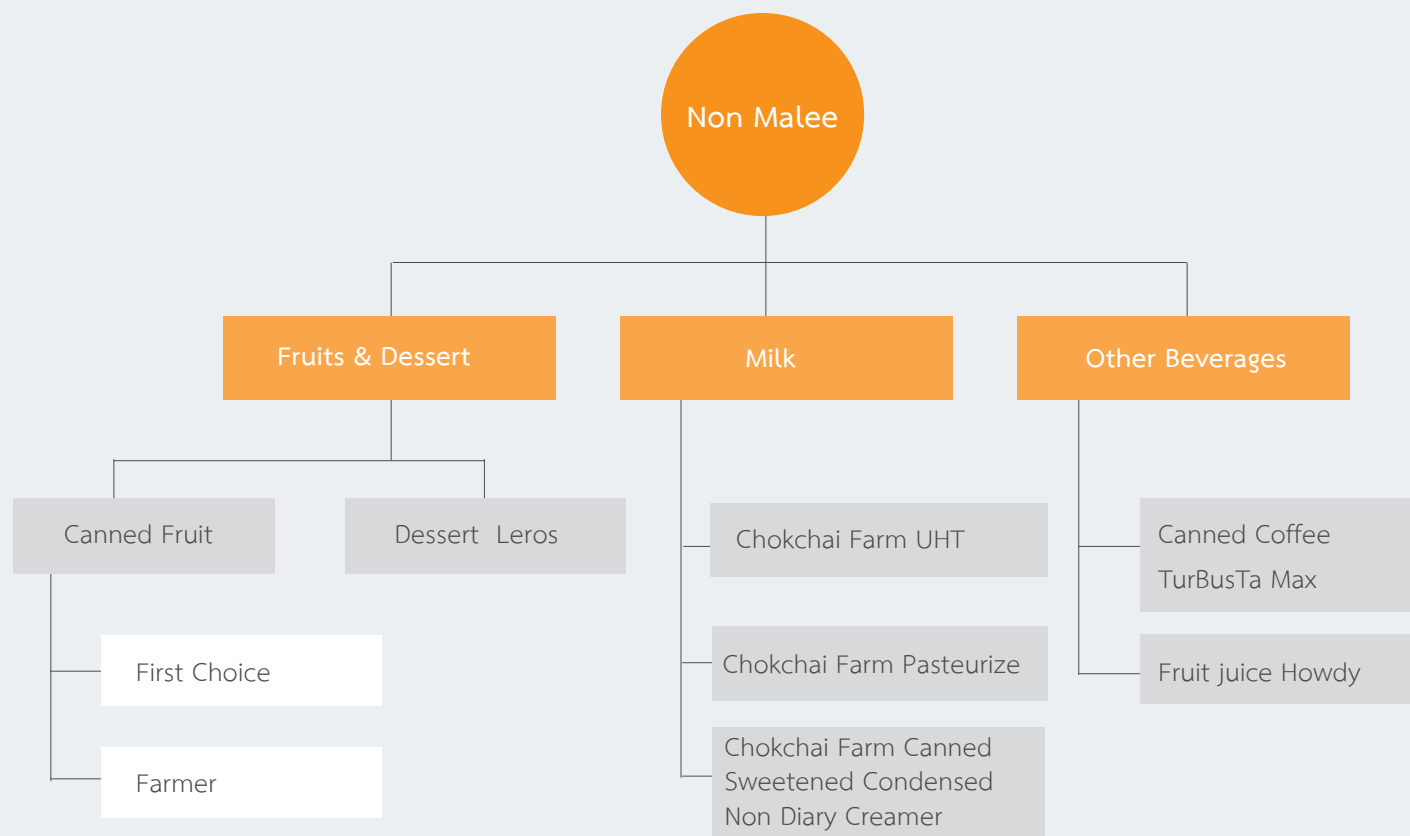 Non Malee
Fruits & Dessert
Milk
Other Beverages
Canned Fruit
Dessert Leros
First Choice
Farmer
Chokchai Farm UHT
Chokchai Farm Pasteurize
Chokchai Farm Canned
Sweetened Condensed
Non Diary Creamer
Canned Coffee
TurBusTa Max
Fruit juice Howdy